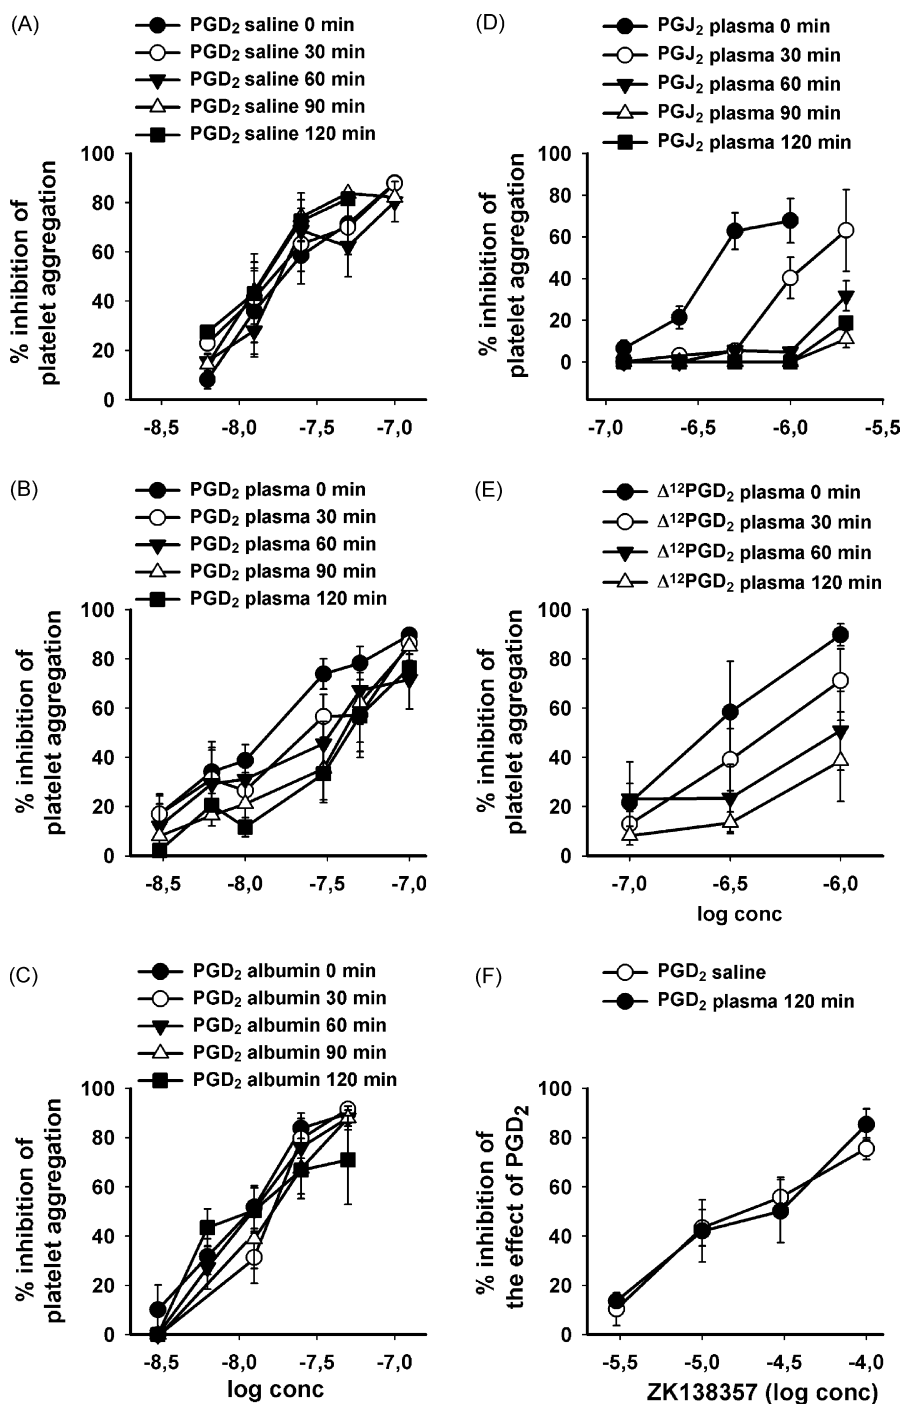 (A)
PGD₂ saline 0 min
PGD₂ saline 30 min
PGD₂ saline 60 min
PGD₂ saline 90 min
PGD₂ saline 120 min
% inhibition of
platelet aggregation
100
80
60
40
20
0
-8,5 -8,0 -7,5 -7,0
(B)
PGD₂ plasma 0 min
PGD₂ plasma 30 min
PGD₂ plasma 60 min
PGD₂ plasma 90 min
PGD₂ plasma 120 min
% inhibition of
platelet aggregation
100
80
60
40
20
0
-8,5 -8,0 -7,5 -7,0
(C)
PGD₂ albumin 0 min
PGD₂ albumin 30 min
PGD₂ albumin 60 min
PGD₂ albumin 90 min
PGD₂ albumin 120 min
% inhibition of
platelet aggregation
100
80
60
40
20
0
-8,5 -8,0 -7,5 -7,0
log conc
(D)
PGJ₂ plasma 0 min
PGJ₂ plasma 30 min
PGJ₂ plasma 60 min
PGJ₂ plasma 90 min
PGJ₂ plasma 120 min
% inhibition of
platelet aggregation
100
80
60
40
20
0
-7,0 -6,5 -6,0 -5,5
(E)
Δ¹²PGD₂ plasma 0 min
Δ¹²PGD₂ plasma 30 min
Δ¹²PGD₂ plasma 60 min
Δ¹²PGD₂ plasma 120 min
% inhibition of
platelet aggregation
100
80
60
40
20
0
-7,0 -6,5 -6,0
log conc
(F)
PGD₂ saline
PGD₂ plasma 120 min
% inhibition of
the effect of PGD₂
100
80
60
40
20
0
-5,5 -5,0 -4,5 -4,0
ZK138357 (log conc)